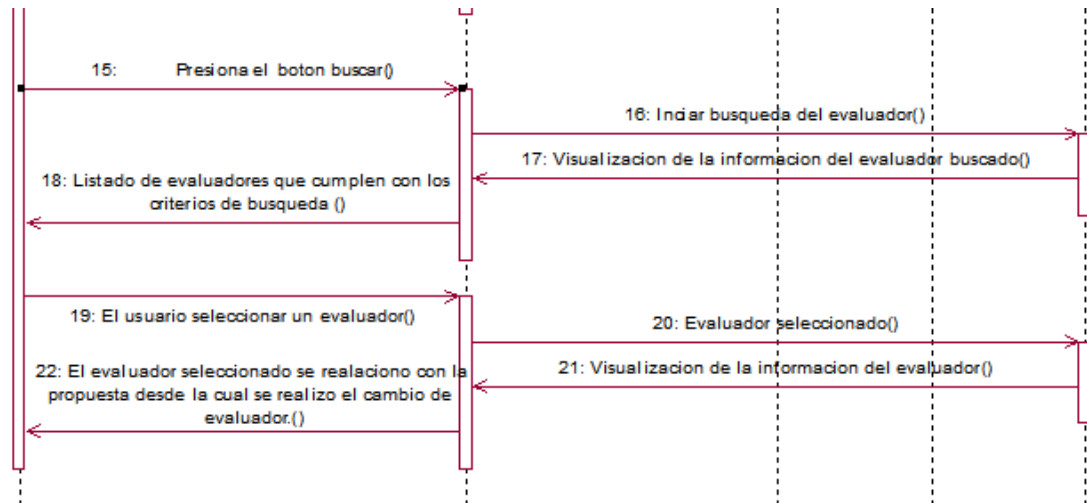 15: Presiona el boton buscar()
16: Inciar busqueda del evaluador()
17: Visualizacion de la informacion del evaluador buscado()
18: Listado de evaluadores que cumplen con los
criterios de busqueda ()
19: El usuario seleccionar un evaluador()
20: Evaluador seleccionado()
21: Visualizacion de la informacion del evaluador()
22: El evaluador seleccionado se realaciono con la
propuesta desde la cual se realizo el cambio de
evaluador.()